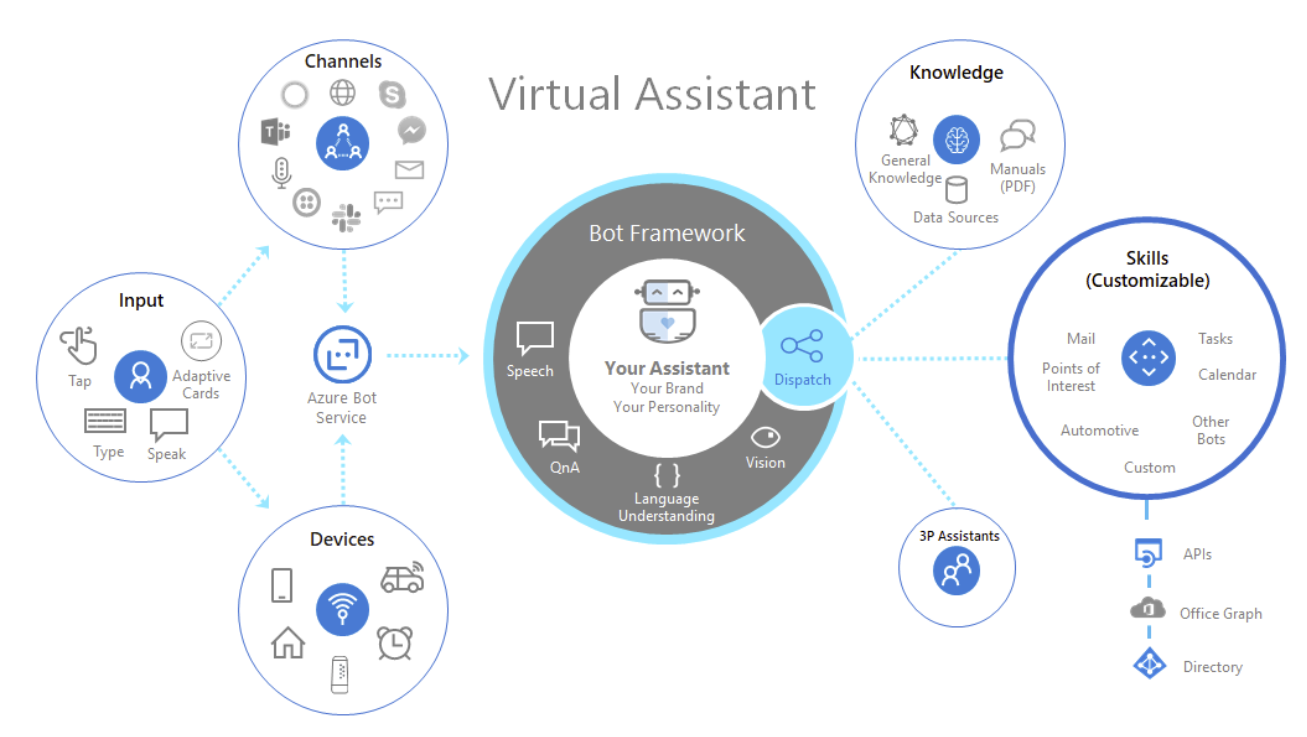 Virtual Assistant
Channels
Input
Tap
Adaptive
Cards
Type
Speak
Azure Bot
Service
Devices
Bot Framework
Your Assistant
Your Brand
Your Personality
Speech
QnA
{ }
Language
Understanding
Vision
Dispatch
Knowledge
General
Knowledge
Manuals
(PDF)
Data Sources
Skills
(Customizable)
Mail
Tasks
Points of
Interest
Calendar
Automotive
Other
Bots
Custom
3P Assistants
APIs
Office Graph
Directory